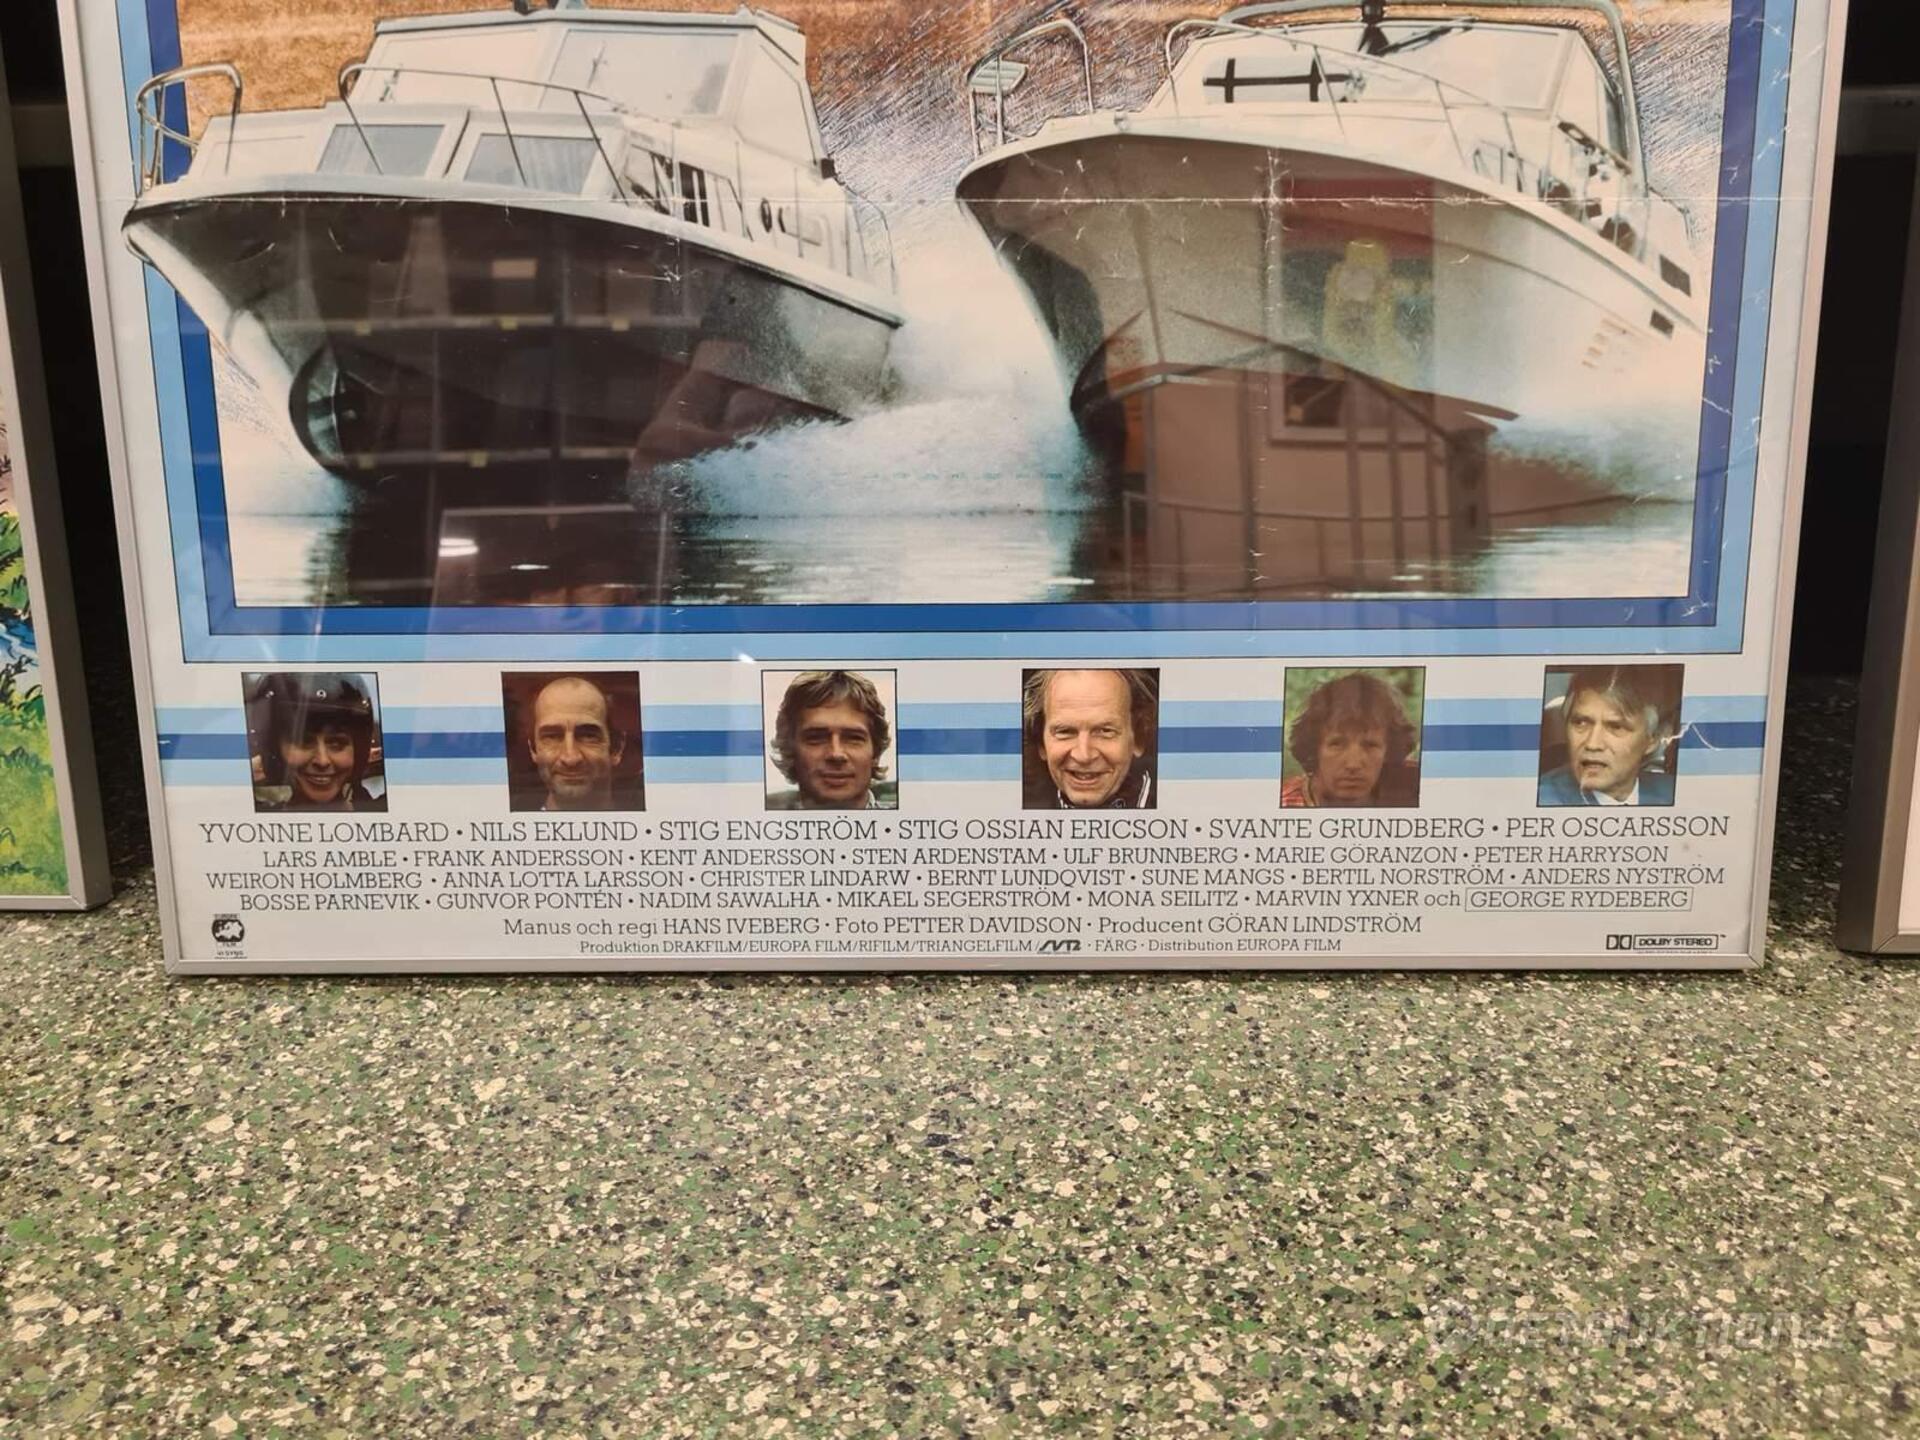 9
YVONNE LOMBARD • NILS EKLUND • STIG ENGSTRÖM • STIG OSSIAN ERICSON • SVANTE GRUNDBERG • PER OSCARSSON
LARS AMBLE • FRANK ANDERSSON • KENT ANDERSSON • STEN ARDENSTAM • ULF BRUNNBERG • MARIE GÖRANZON • PETER HARRYSON
WEIRON HOLMBERG • ANNA LOTTA LARSSON • CHRISTER LINDARW • BERNT LUNDQVIST • SUNE MANGS • BERTIL NORSTRÖM • ANDERS NYSTRÖM
BOSSE PARNEVIK • GUNVOR PONTÉN • NADIM SAWALHA • MIKAEL SEGERSTRÖM • MONA SEILITZ • MARVIN YXNER och GEORGE RYDEBERG
Manus och regi HANS IVEBERG • Foto PETTER DAVIDSON • Producent GÖRAN LINDSTRÖM
Produktion DRAKFILM/EUROPA FILM/RIFILM/TRIANGELFILM/SVT2 • FÄRG • Distribution EUROPA FILM
EUROPA FILM
DOLBY STEREO